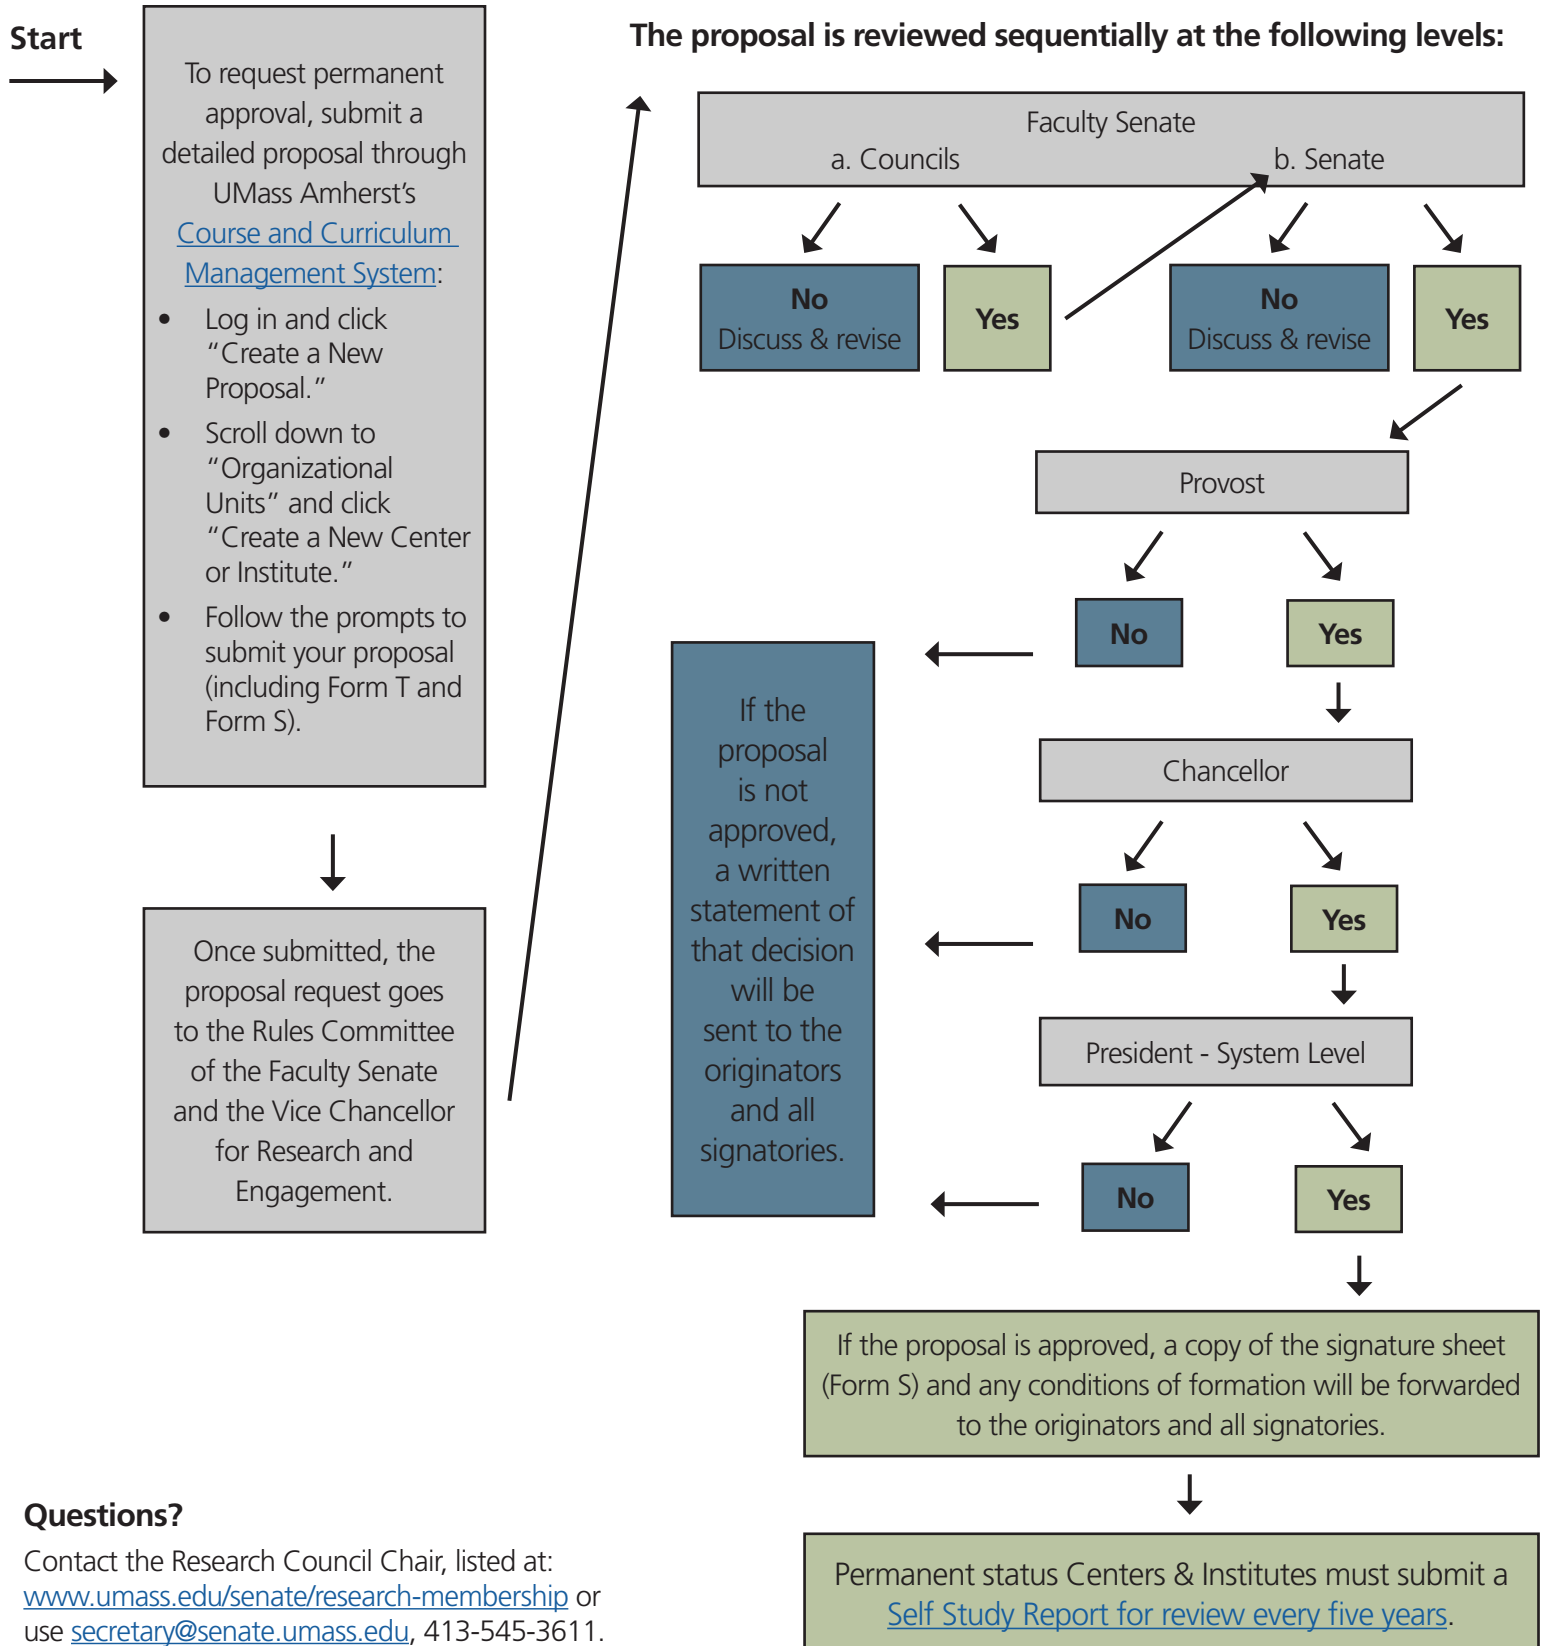 Start
To request permanent
approval, submit a
detailed proposal through
UMass Amherst’s
Course and Curriculum
Management System:
• Log in and click
“Create a New
Proposal.”
• Scroll down to
“Organizational
Units” and click
“Create a New Center
or Institute.”
• Follow the prompts to
submit your proposal
(including Form T and
Form S).
Once submitted, the
proposal request goes
to the Rules Committee
of the Faculty Senate
and the Vice Chancellor
for Research and
Engagement.
The proposal is reviewed sequentially at the following levels:
Faculty Senate
a. Councils b. Senate
No
Discuss & revise
Yes
No
Discuss & revise
Yes
Provost
No
Yes
Chancellor
No
Yes
President - System Level
No
Yes
If the
proposal
is not
approved,
a written
statement of
that decision
will be
sent to the
originators
and all
signatories.
If the proposal is approved, a copy of the signature sheet
(Form S) and any conditions of formation will be forwarded
to the originators and all signatories.
Permanent status Centers & Institutes must submit a
Self Study Report for review every five years.
Questions?
Contact the Research Council Chair, listed at:
www.umass.edu/senate/research-membership or
use secretary@senate.umass.edu, 413-545-3611.